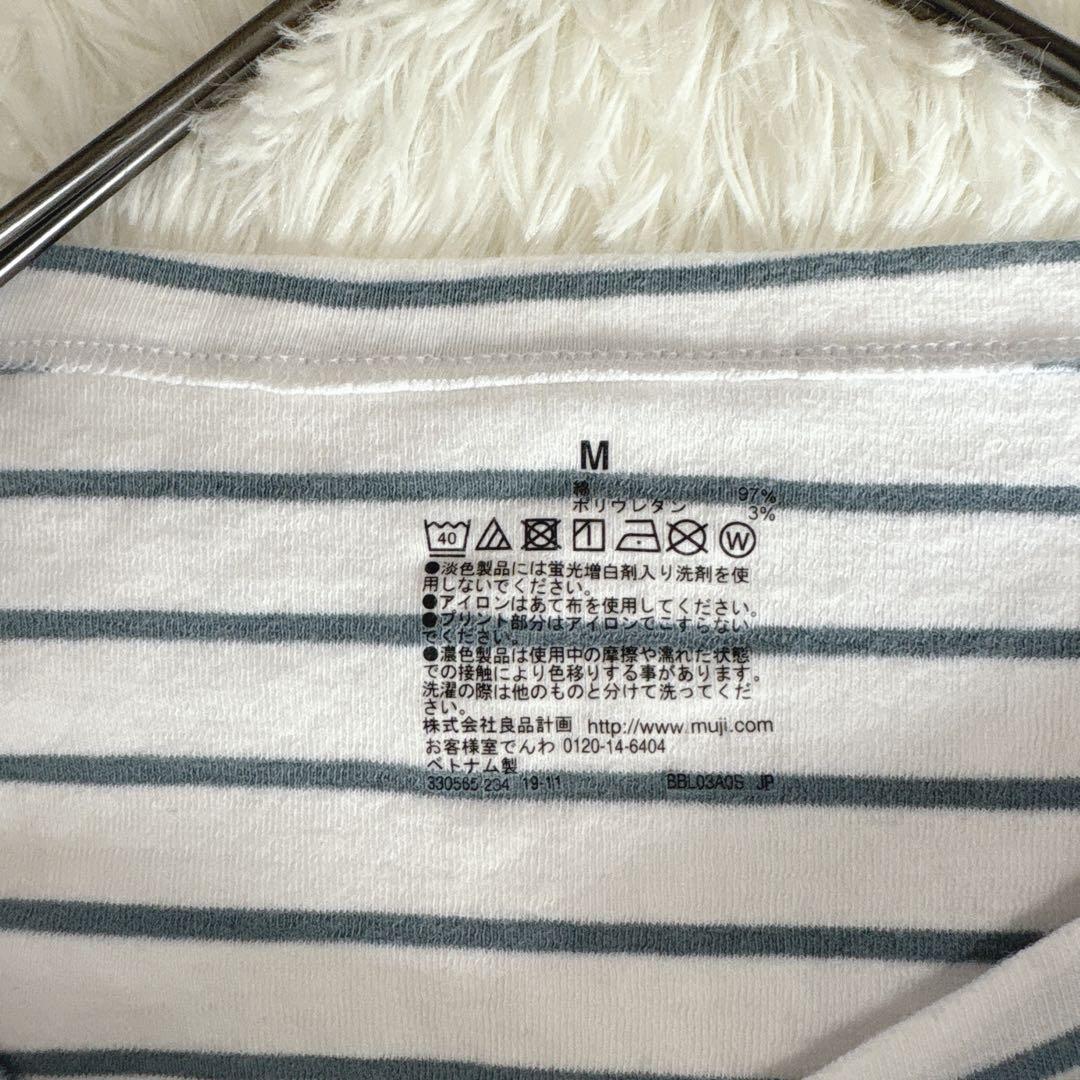 M
綿 97%
ポリウレタン 3%
40 W
●淡色製品には蛍光増白剤入り洗剤を使
用しないでください。
●アイロンはあて布を使用してください。
●プリント部分はアイロンでこすらない
でください。
●濃色製品は使用中の摩擦や濡れた状態
での接触により色移りする事があります。
洗濯の際は他のものと分けて洗ってくだ
さい。
株式会社良品計画 http://www.muji.com
お客様室でんわ 0120-14-6404
ベトナム製
330565 234 19-11 BBL03A0S JP